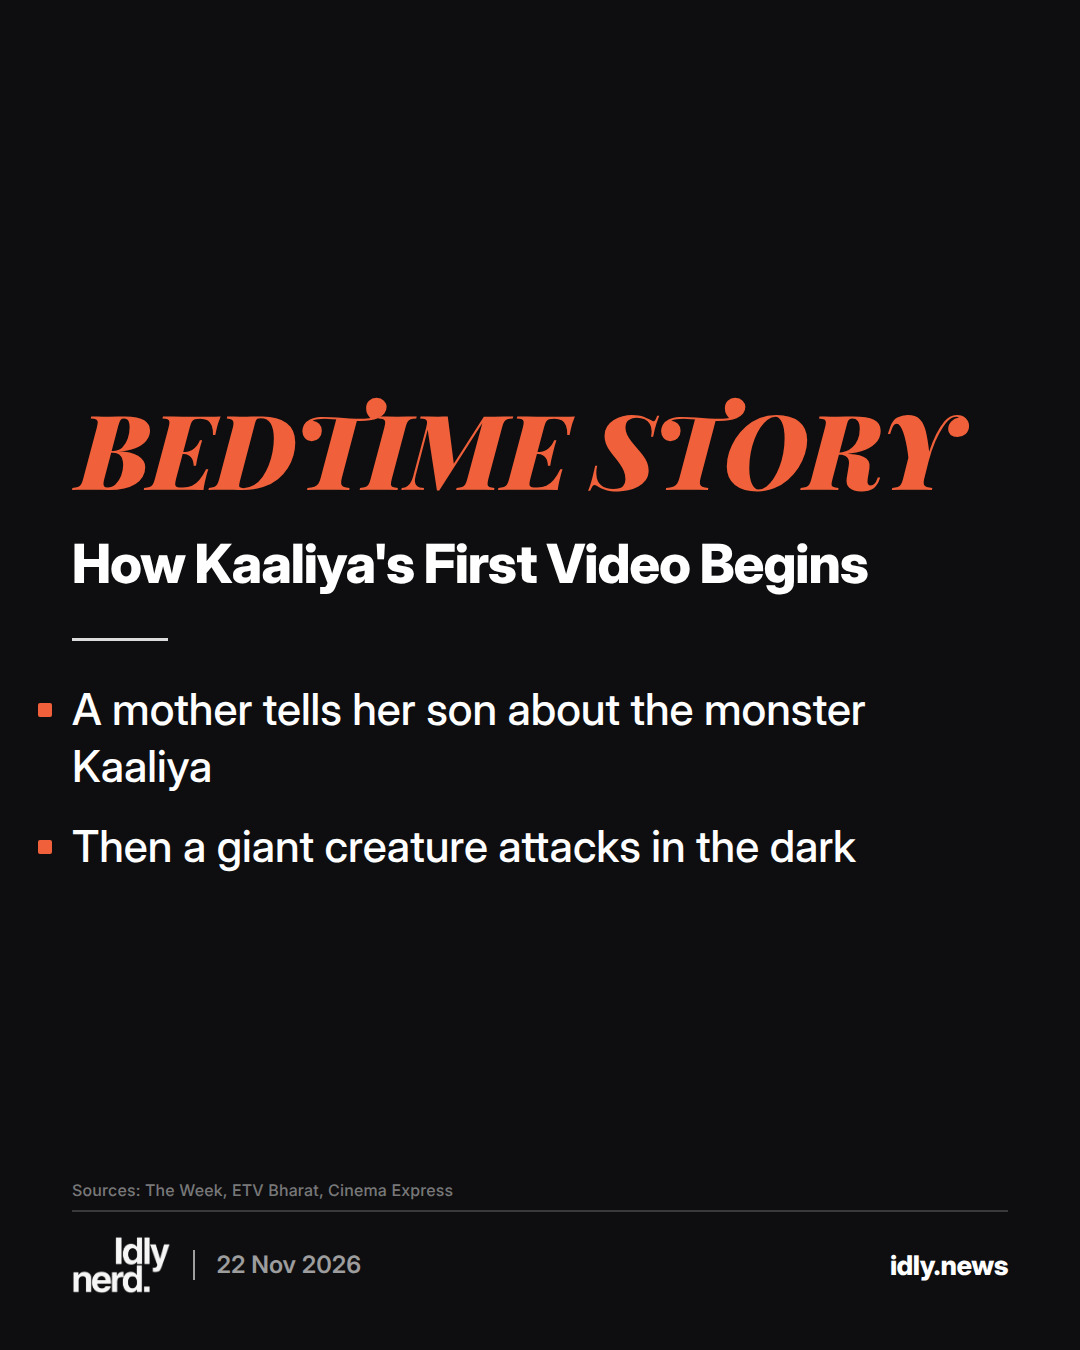 BEDTIME STORY
How Kaaliya's First Video Begins
A mother tells her son about the monster
Kaaliya
Then a giant creature attacks in the dark
Sources: The Week, ETV Bharat, Cinema Express
Idly
nerd.
22 Nov 2026
idly.news